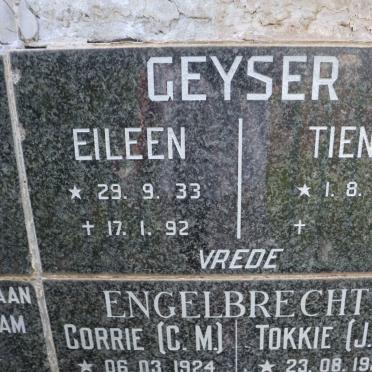 GEYSER
EILEEN TIEN
★ 29. 9. 33 ★ 1. 8.
✝ 17. 1. 92 ✝
VREDE
AAN
AM
ENGELBRECHT
CORRIE (C. M) TOKKIE (J.
★ 06 03 1924 ★ 23. 08 19